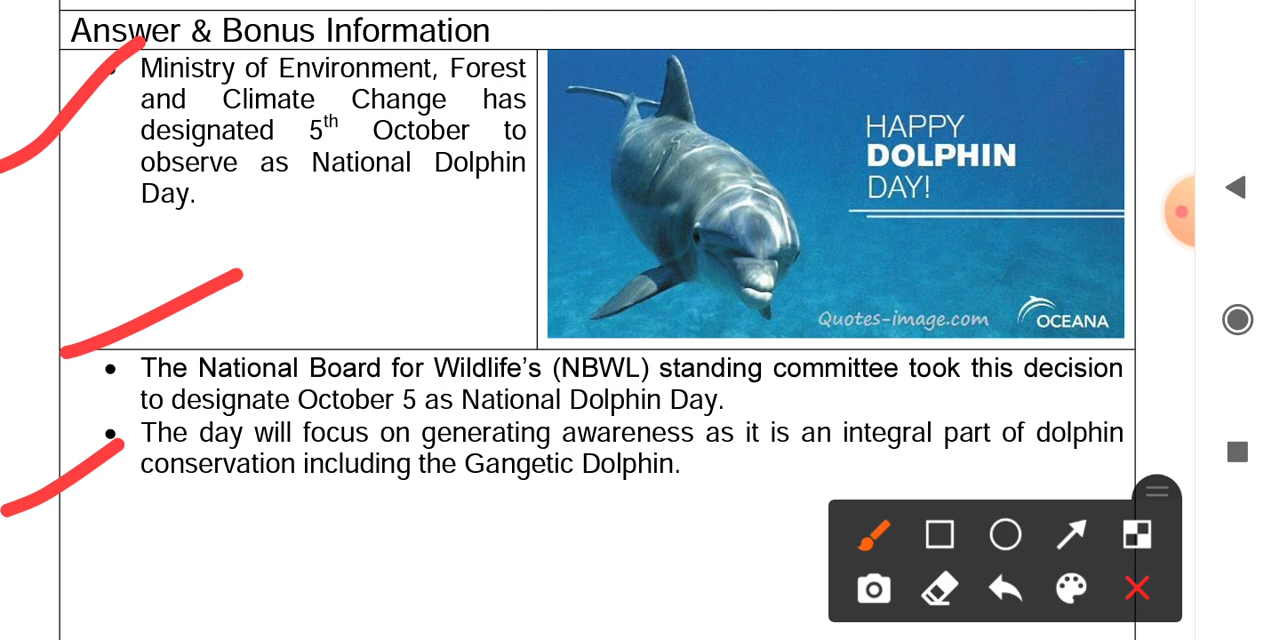 Answer & Bonus Information
• Ministry of Environment, Forest
and Climate Change has
designated 5th October to
observe as National Dolphin
Day.
HAPPY
DOLPHIN
DAY!
Quotes-image.com
OCEANA
• The National Board for Wildlife’s (NBWL) standing committee took this decision
to designate October 5 as National Dolphin Day.
• The day will focus on generating awareness as it is an integral part of dolphin
conservation including the Gangetic Dolphin.